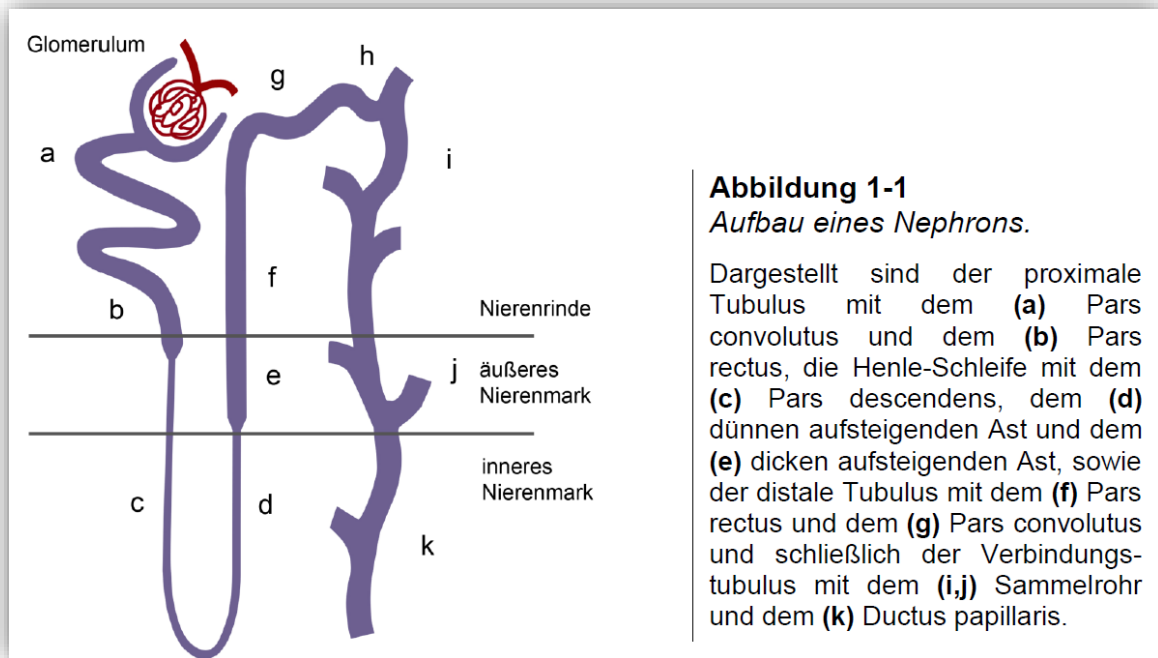 Glomerulum
h
g
a
i
f
b
Nierenrinde
e
j
äußeres
Nierenmark
inneres
Nierenmark
c
d
k
Abbildung 1-1
Aufbau eines Nephrons.
Dargestellt sind der proximale
Tubulus mit dem (a) Pars
convolutus und dem (b) Pars
rectus, die Henle-Schleife mit dem
(c) Pars descendens, dem (d)
dünnen aufsteigenden Ast und dem
(e) dicken aufsteigenden Ast, sowie
der distale Tubulus mit dem (f) Pars
rectus und dem (g) Pars convolutus
und schließlich der Verbindungs-
tubulus mit dem (i,j) Sammelrohr
und dem (k) Ductus papillaris.